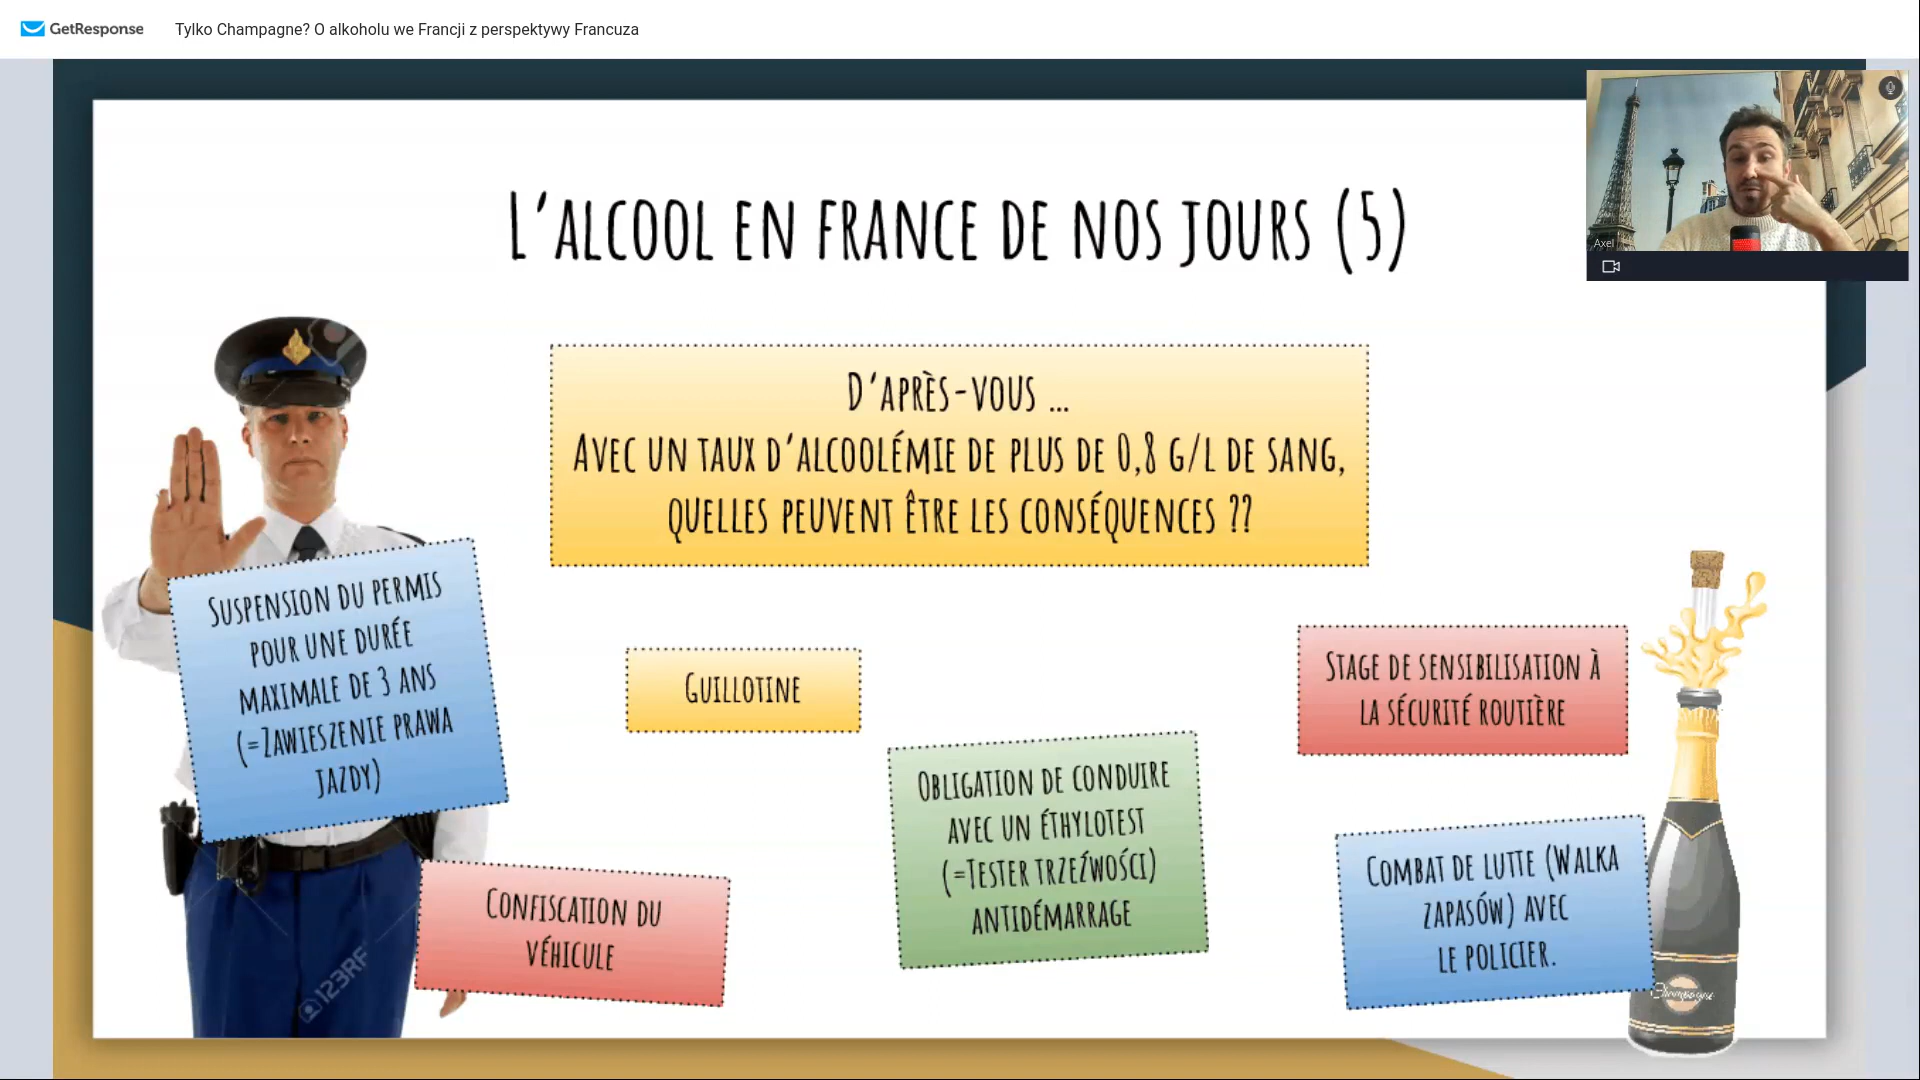 GetResponse
Tylko Champagne? O alkoholu we Francji z perspektywy Francuza
Axel
L'alcool en france de nos jours (5)
D'après-vous ...
Avec un taux d'alcoolémie de plus de 0,8 g/l de sang,
quelles peuvent être les conséquences ??
Suspension du permis
pour une durée
maximale de 3 ans
(=Zawieszenie prawa
jazdy)
Guillotine
Stage de sensibilisation à
la sécurité routière
Obligation de conduire
avec un éthylotest
(=Tester trzeźwości)
antidémarrage
Confiscation du
véhicule
Combat de lutte (Walka
zapasów) avec
le policier.
Champagne
123RF